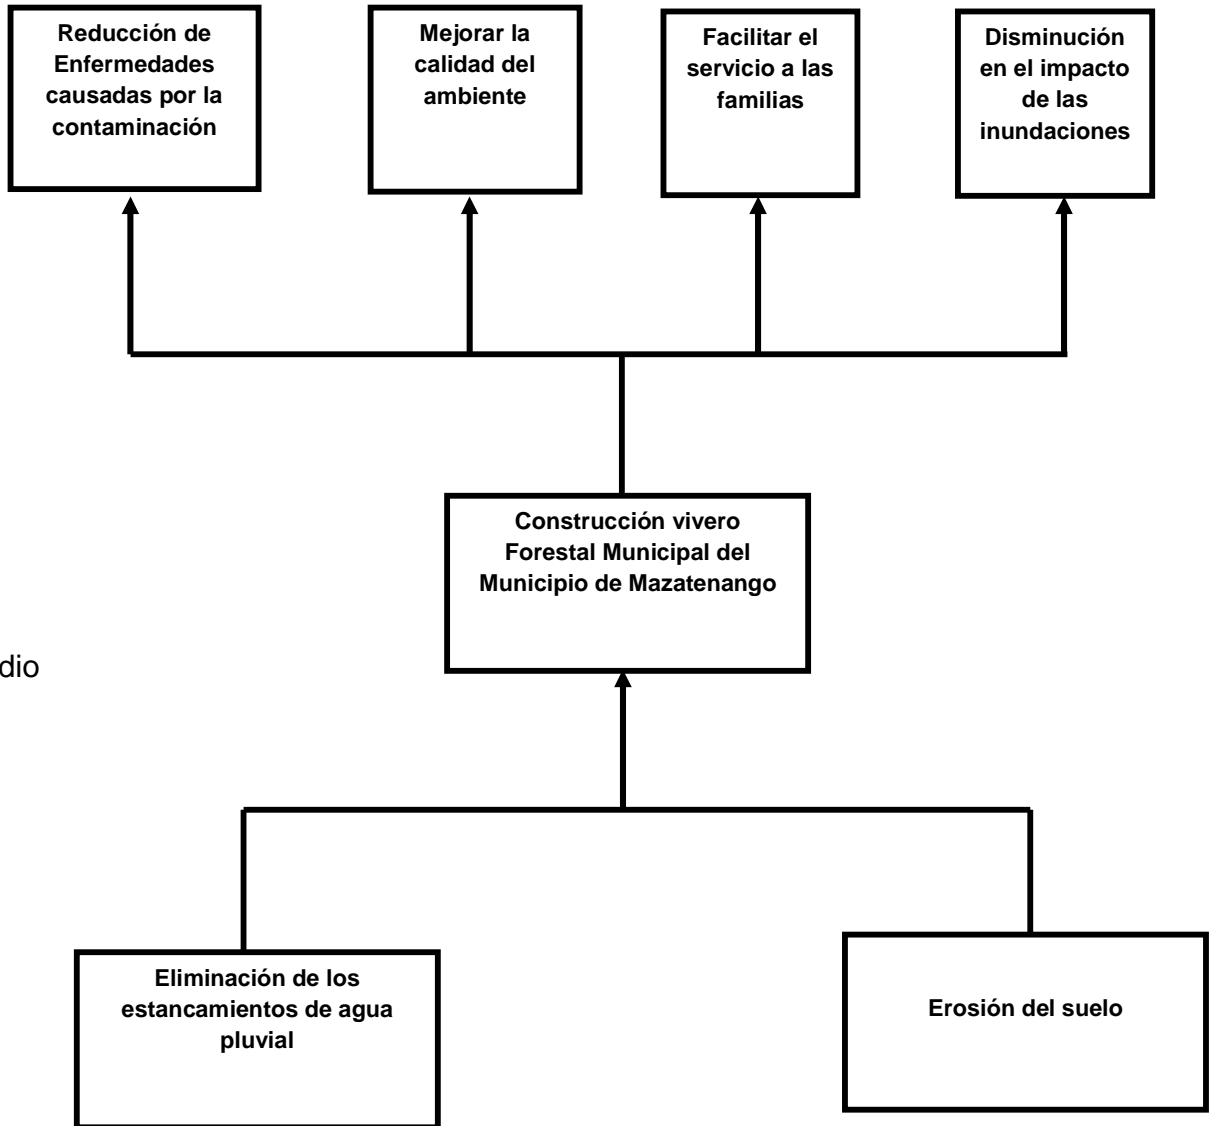 Reducción de
Enfermedades
causadas por la
contaminación
Mejorar la
calidad del
ambiente
Facilitar el
servicio a las
familias
Disminución
en el impacto
de las
inundaciones
Construcción vivero
Forestal Municipal del
Municipio de Mazatenango
dio
Eliminación de los
estancamientos de agua
pluvial
Erosión del suelo